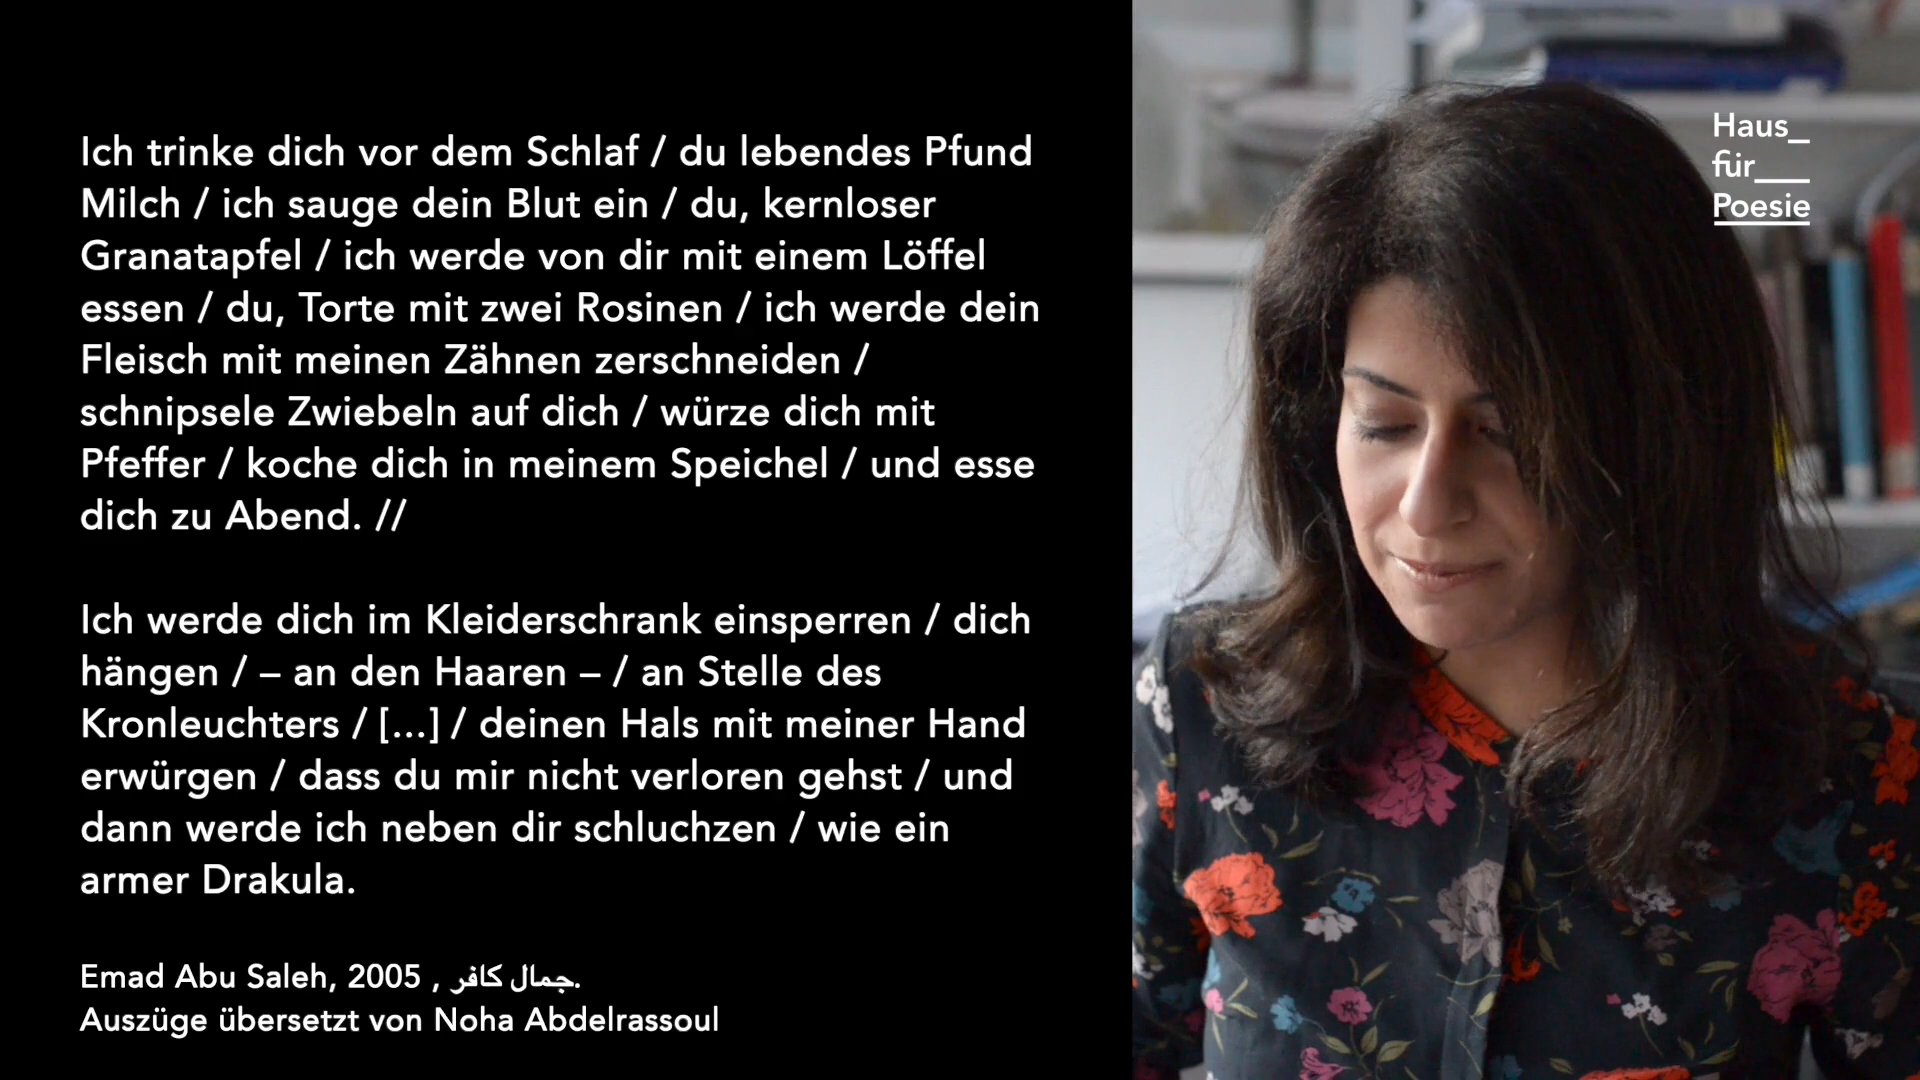 Ich trinke dich vor dem Schlaf / du lebendes Pfund
Milch / ich sauge dein Blut ein / du, kernloser
Granatapfel / ich werde von dir mit einem Löffel
essen / du, Torte mit zwei Rosinen / ich werde dein
Fleisch mit meinen Zähnen zerschneiden /
schnipsele Zwiebeln auf dich / würze dich mit
Pfeffer / koche dich in meinem Speichel / und esse
dich zu Abend. //
Ich werde dich im Kleiderschrank einsperren / dich
hängen / – an den Haaren – / an Stelle des
Kronleuchters / [...] / deinen Hals mit meiner Hand
erwürgen / dass du mir nicht verloren gehst / und
dann werde ich neben dir schluchzen / wie ein
armer Drakula.
Emad Abu Saleh, 2005 , جمال كافر.
Auszüge übersetzt von Noha Abdelrassoul
Haus_
für__
Poesie